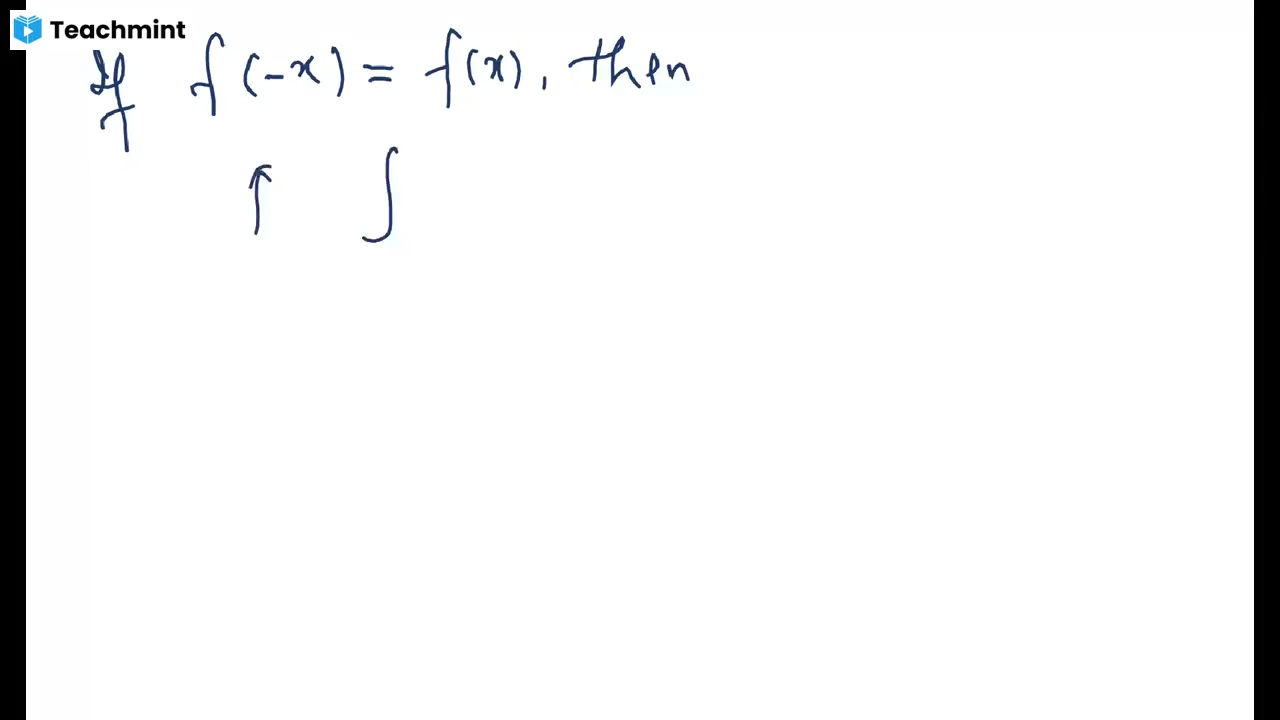 Teachmint
If f(-x) = f(x), then
↑ ∫